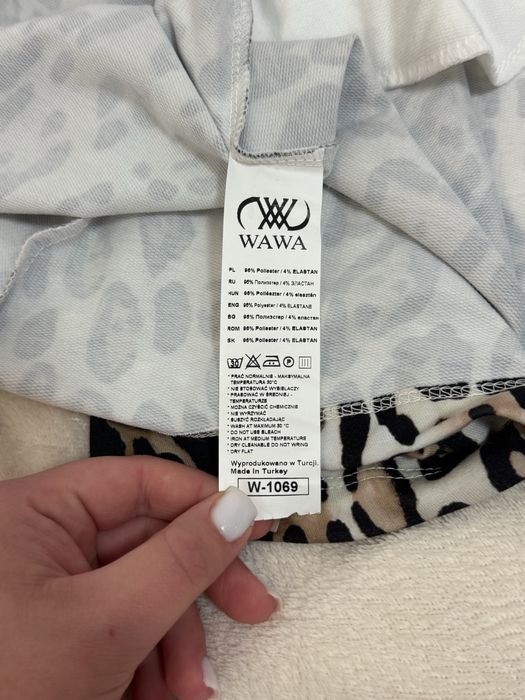 WAWA
PL 96% Poliester / 4% ELASTAN
RU 96% Полиэстер / 4% ЭЛАСТАН
HUN 96% Poliészter / 4% elasztén
ENG 96% Polyester / 4% ELASTANE
BG 96% Полиэстер / 4% еластан
ROM 96% Poliester / 4% ELASTAN
SK 96% Poliester / 4% ELASTAN
30 P
* PRAĆ NORMALNIE - MAKSYMALNA
TEMPERATURA 30°C
* NIE STOSOWAĆ WYBIELACZY
* PRASOWAĆ W ŚREDNIEJ -
TEMPERATURZE
* MOŻNA CZYŚCIĆ CHEMICZNIE
* NIE WYRZYMAĆ
* SUSZYĆ ROZKŁADAJĄC
* WASH AT MAXIMUM 30 °C
* DO NOT USE BLEACH
* IRON AT MEDIUM TEMPERATURE
* DRY CLEANABLE DO NOT WRING
* DRY FLAT
Wyprodukowano w Turcji.
Made In Turkey
W-1069